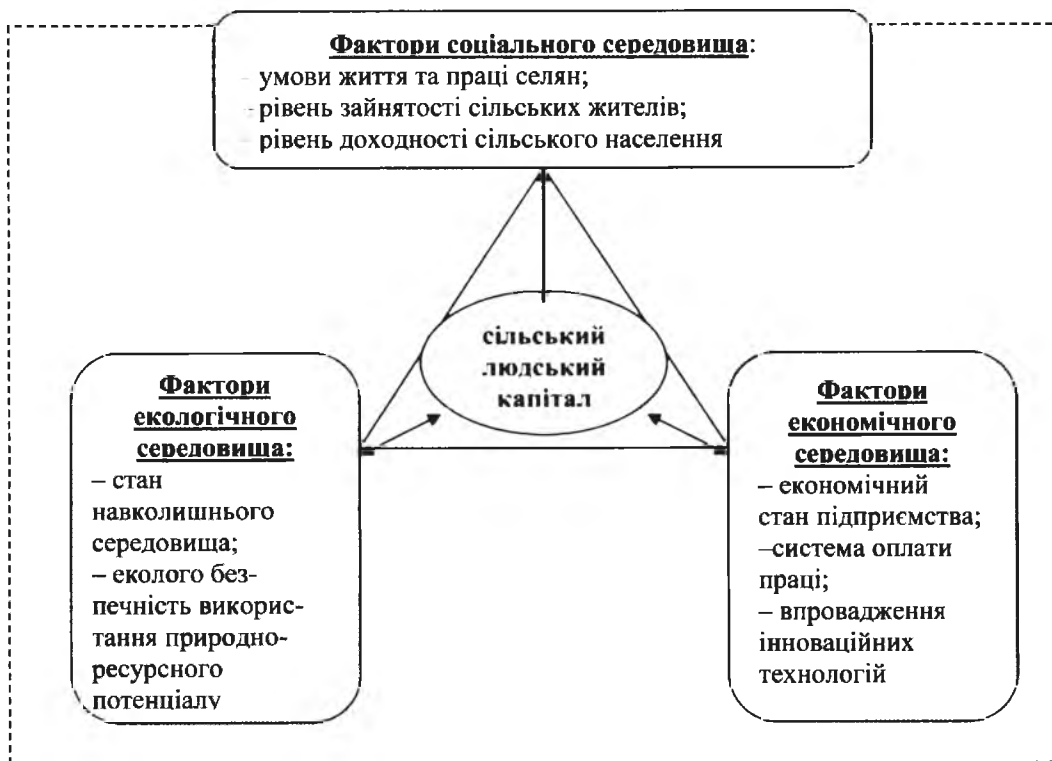 Фактори соціального середовища:
- умови життя та праці селян;
- рівень зайнятості сільських жителів;
- рівень доходності сільського населення
сільський
людський
капітал
Фактори
екологічного
середовища:
– стан
навколишнього
середовища;
– еколого без-
печність викорис-
тання природно-
ресурсного
потенціалу
Фактори
економічного
середовища:
– економічний
стан підприємства;
–система оплати
праці;
– впровадження
інноваційних
технологій